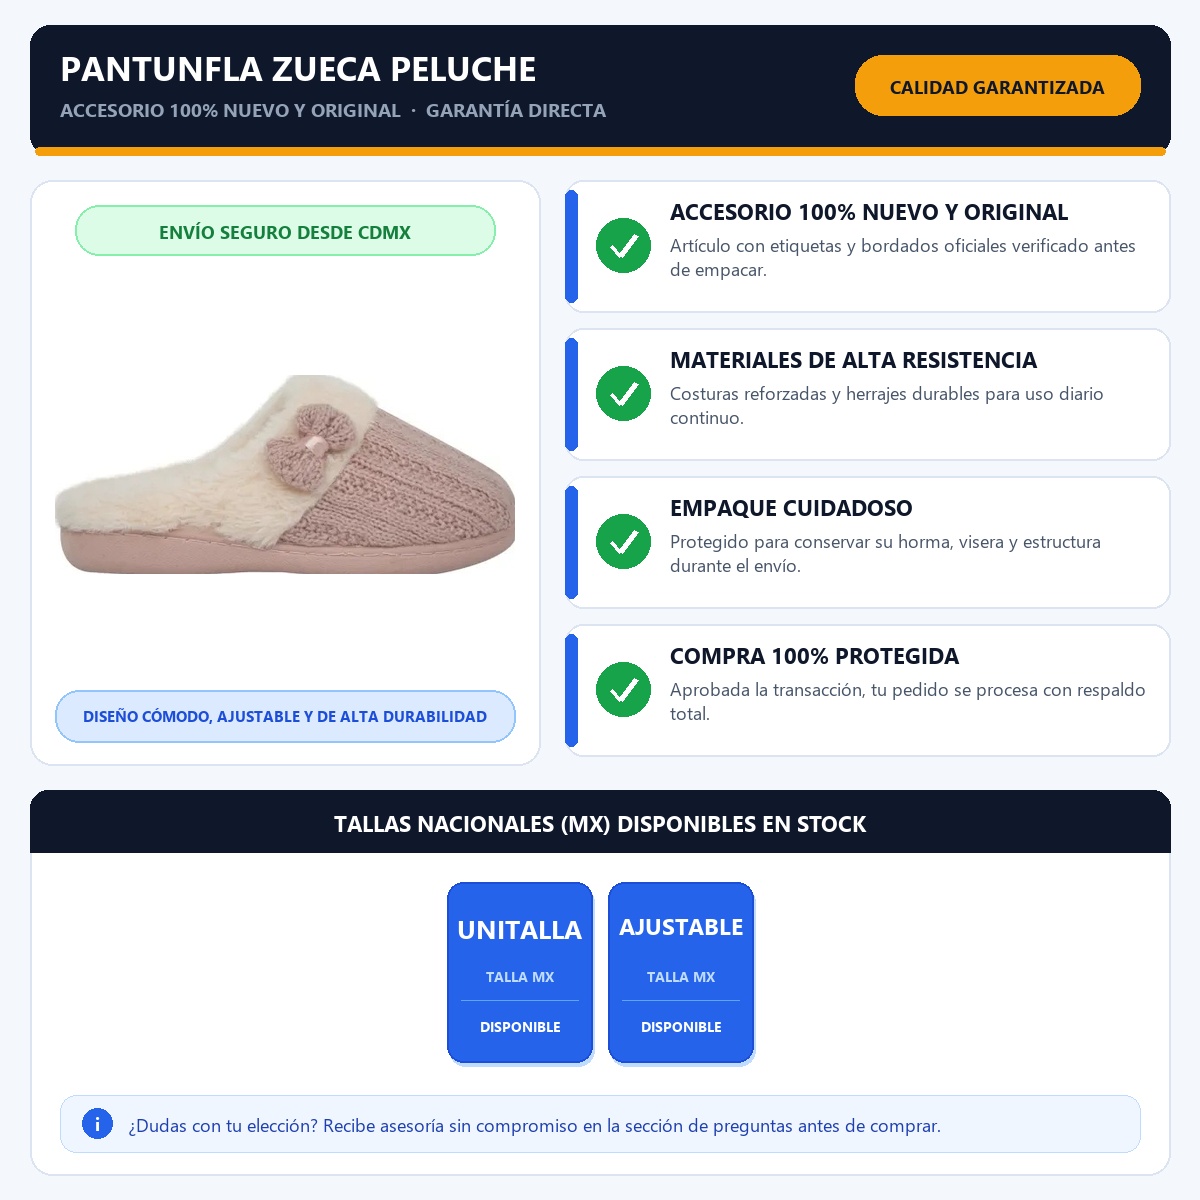 PANTUNFLA ZUECA PELUCHE
ACCESORIO 100% NUEVO Y ORIGINAL · GARANTÍA DIRECTA
CALIDAD GARANTIZADA
ENVÍO SEGURO DESDE CDMX
DISEÑO CÓMODO, AJUSTABLE Y DE ALTA DURABILIDAD
ACCESORIO 100% NUEVO Y ORIGINAL
Artículo con etiquetas y bordados oficiales verificado antes
de empacar.
MATERIALES DE ALTA RESISTENCIA
Costuras reforzadas y herrajes durables para uso diario
continuo.
EMPAQUE CUIDADOSO
Protegido para conservar su horma, visera y estructura
durante el envío.
COMPRA 100% PROTEGIDA
Aprobada la transacción, tu pedido se procesa con respaldo
total.
TALLAS NACIONALES (MX) DISPONIBLES EN STOCK
UNITALLA
TALLA MX
DISPONIBLE
AJUSTABLE
TALLA MX
DISPONIBLE
¿Dudas con tu elección? Recibe asesoría sin compromiso en la sección de preguntas antes de comprar.